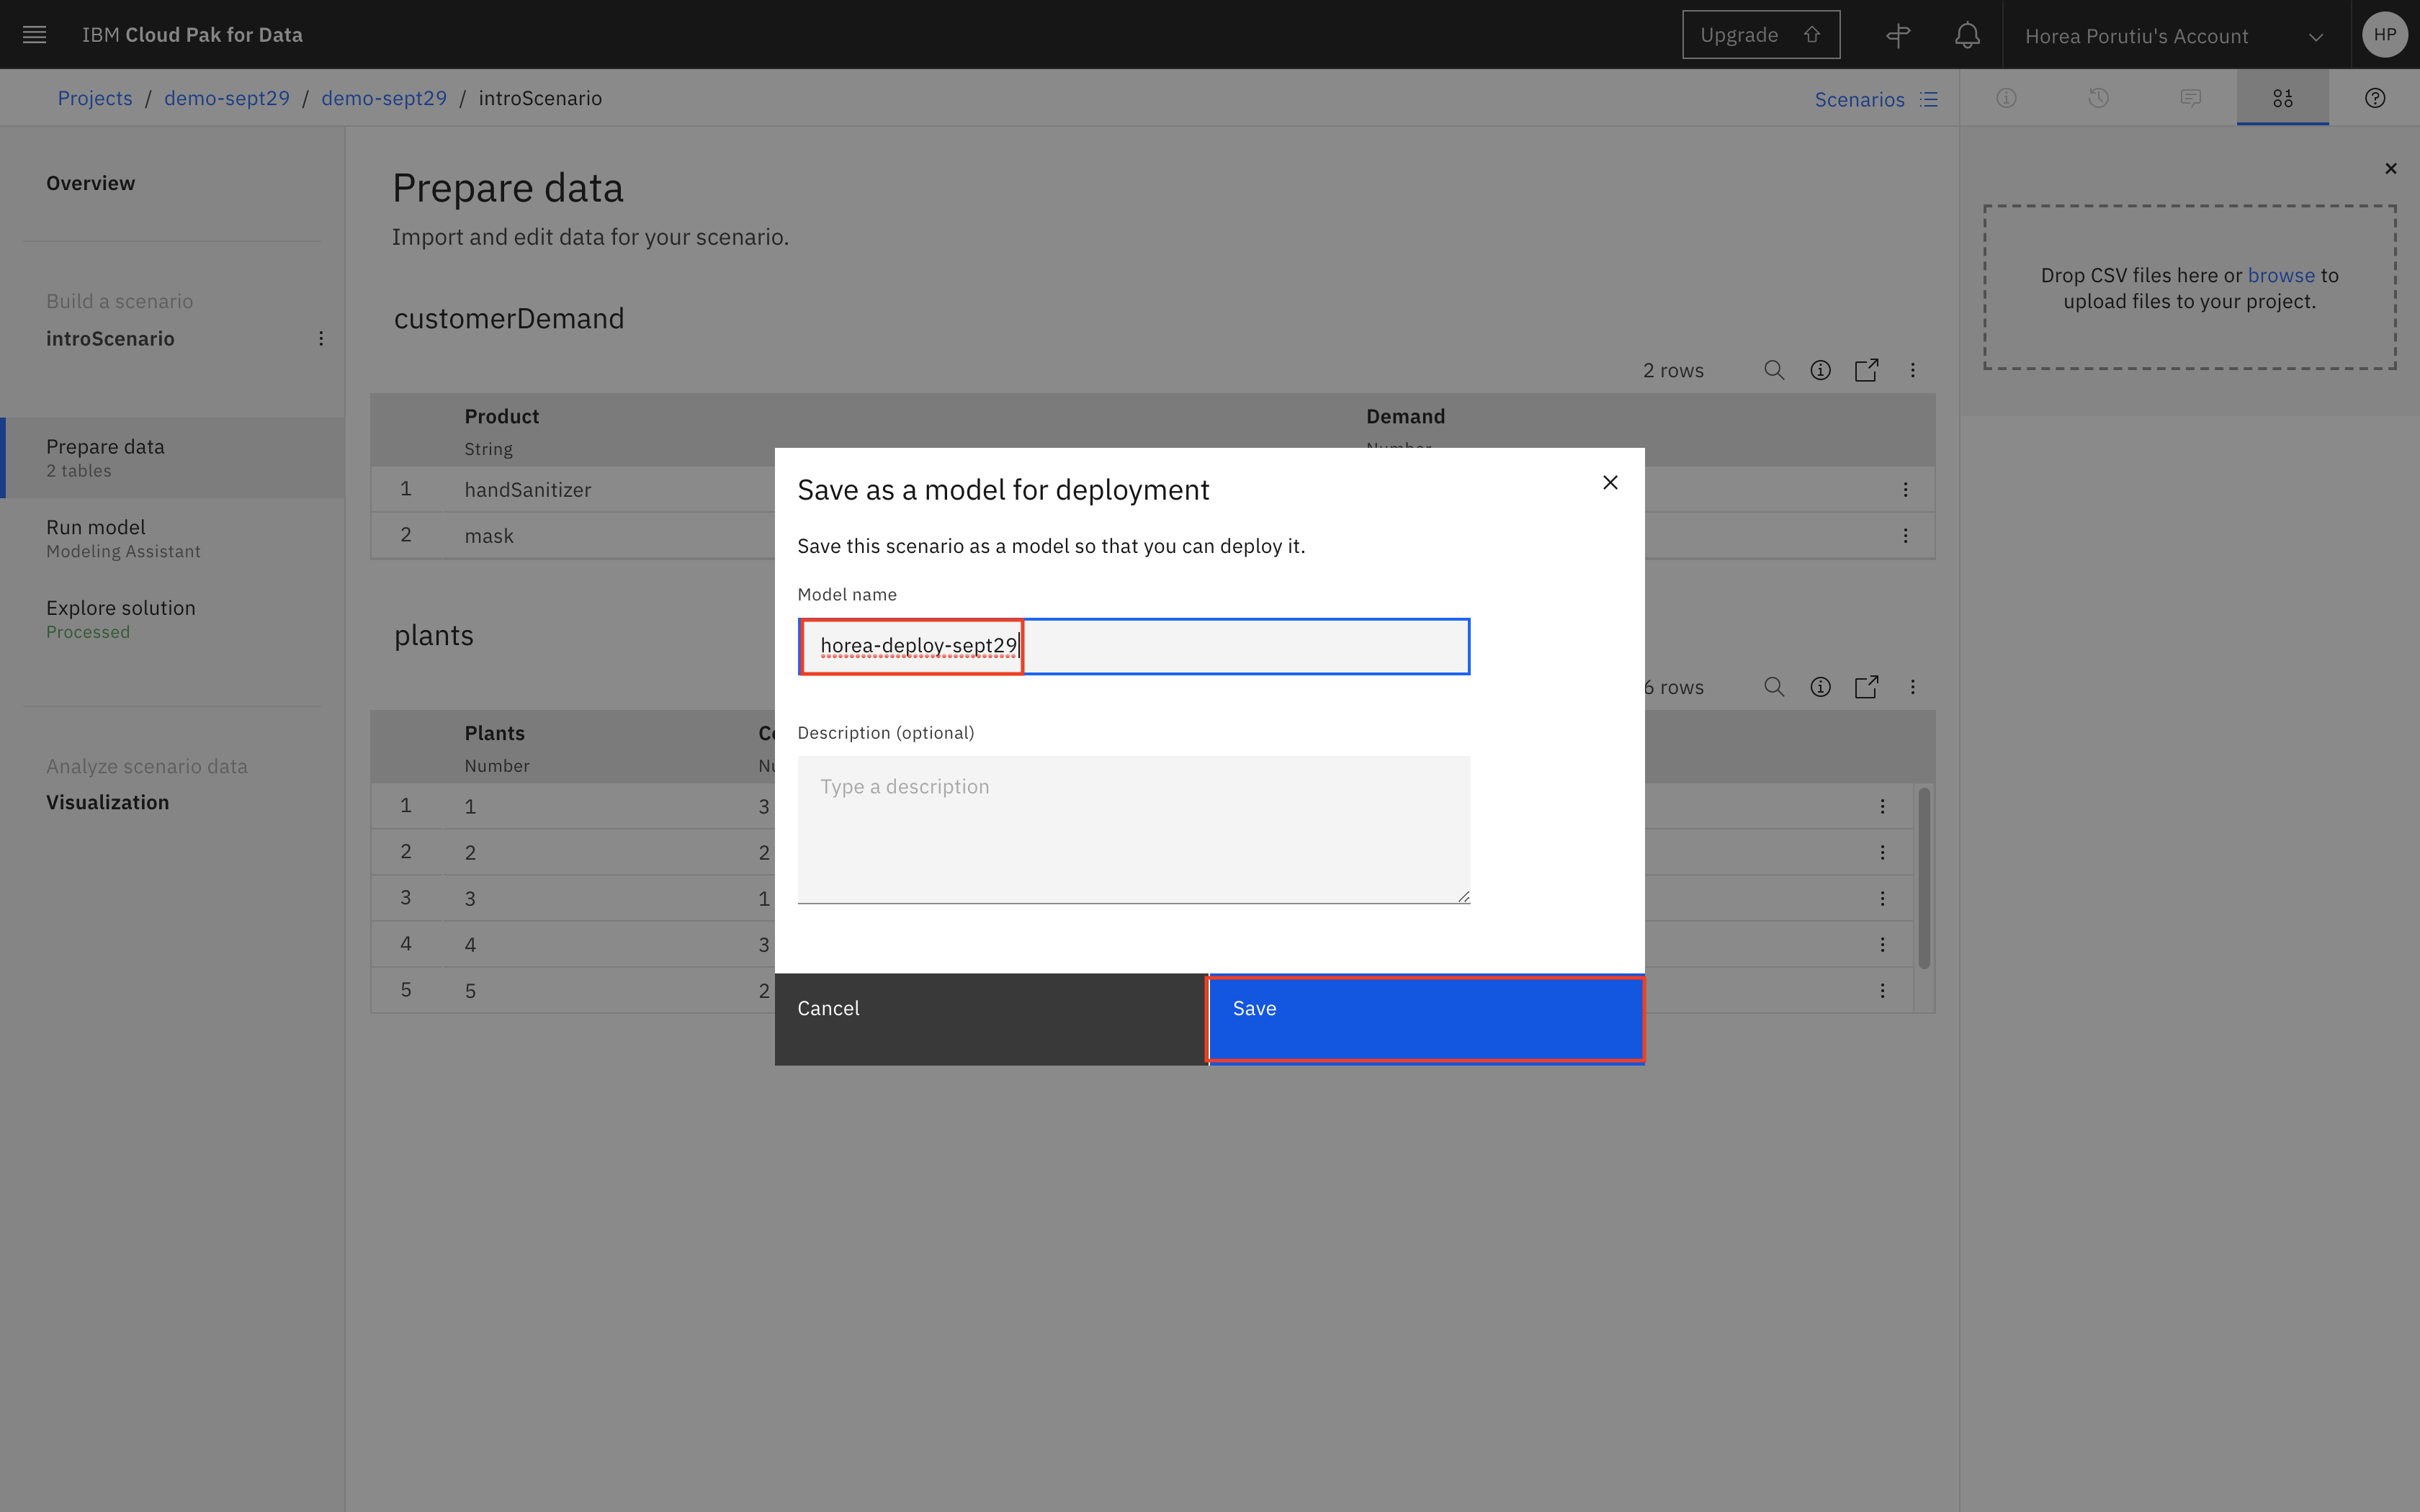 IBM Cloud Pak for Data
Upgrade
Horea Porutiu's Account
HP
Projects / demo-sept29 / demo-sept29 / introScenario
Scenarios
Overview
Build a scenario
introScenario
Prepare data
2 tables
Run model
Modeling Assistant
Explore solution
Processed
Analyze scenario data
Visualization
Prepare data
Import and edit data for your scenario.
customerDemand
2 rows
Product
Demand
String
Number
1 handSanitizer
2 mask
plants
6 rows
Plants
Number
1 1 3
2 2 2
3 3 1
4 4 3
5 5 2
Save as a model for deployment
Save this scenario as a model so that you can deploy it.
Model name
horea-deploy-sept29
Description (optional)
Type a description
Cancel
Save
Drop CSV files here or browse to
upload files to your project.